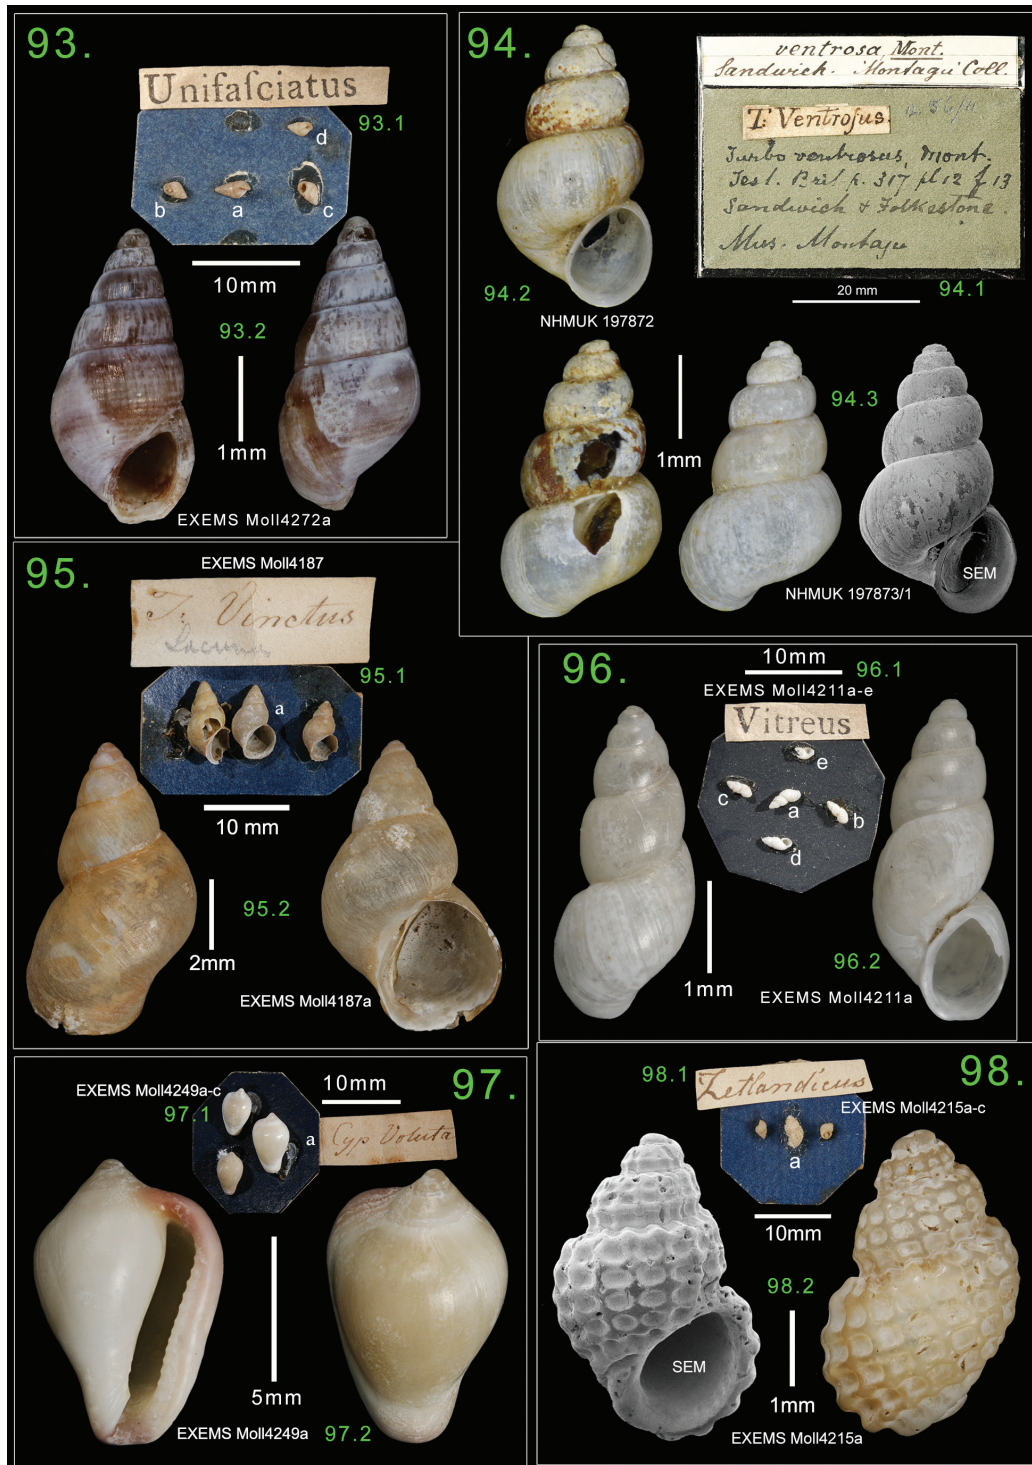 93.
Unifaſciatus
93.1
d
b
a
c
10mm
93.2
1mm
EXEMS Moll4272a
94.
ventrosa Mont.
Sandwich. Montagu Coll.
T: Ventroſus.
Turbo ventrosus, Mont.
Test. Brit p. 317 pl 12 f 13
Sandwich & Folkestone.
Mus. Montagu
20 mm
94.1
94.2
NHMUK 197872
1mm
94.3
SEM
NHMUK 197873/1
95.
EXEMS Moll4187
T: Vinctus
95.1
a
10 mm
95.2
2mm
EXEMS Moll4187a
96.
10mm
96.1
EXEMS Moll4211a-e
Vitreus
e
c
a
b
d
1mm
96.2
EXEMS Moll4211a
97.
EXEMS Moll4249a-c
97.1
10mm
a
Cyp Voluta
5mm
EXEMS Moll4249a
97.2
98.
98.1
Zetlandicus
EXEMS Moll4215a-c
a
10mm
98.2
SEM
1mm
EXEMS Moll4215a